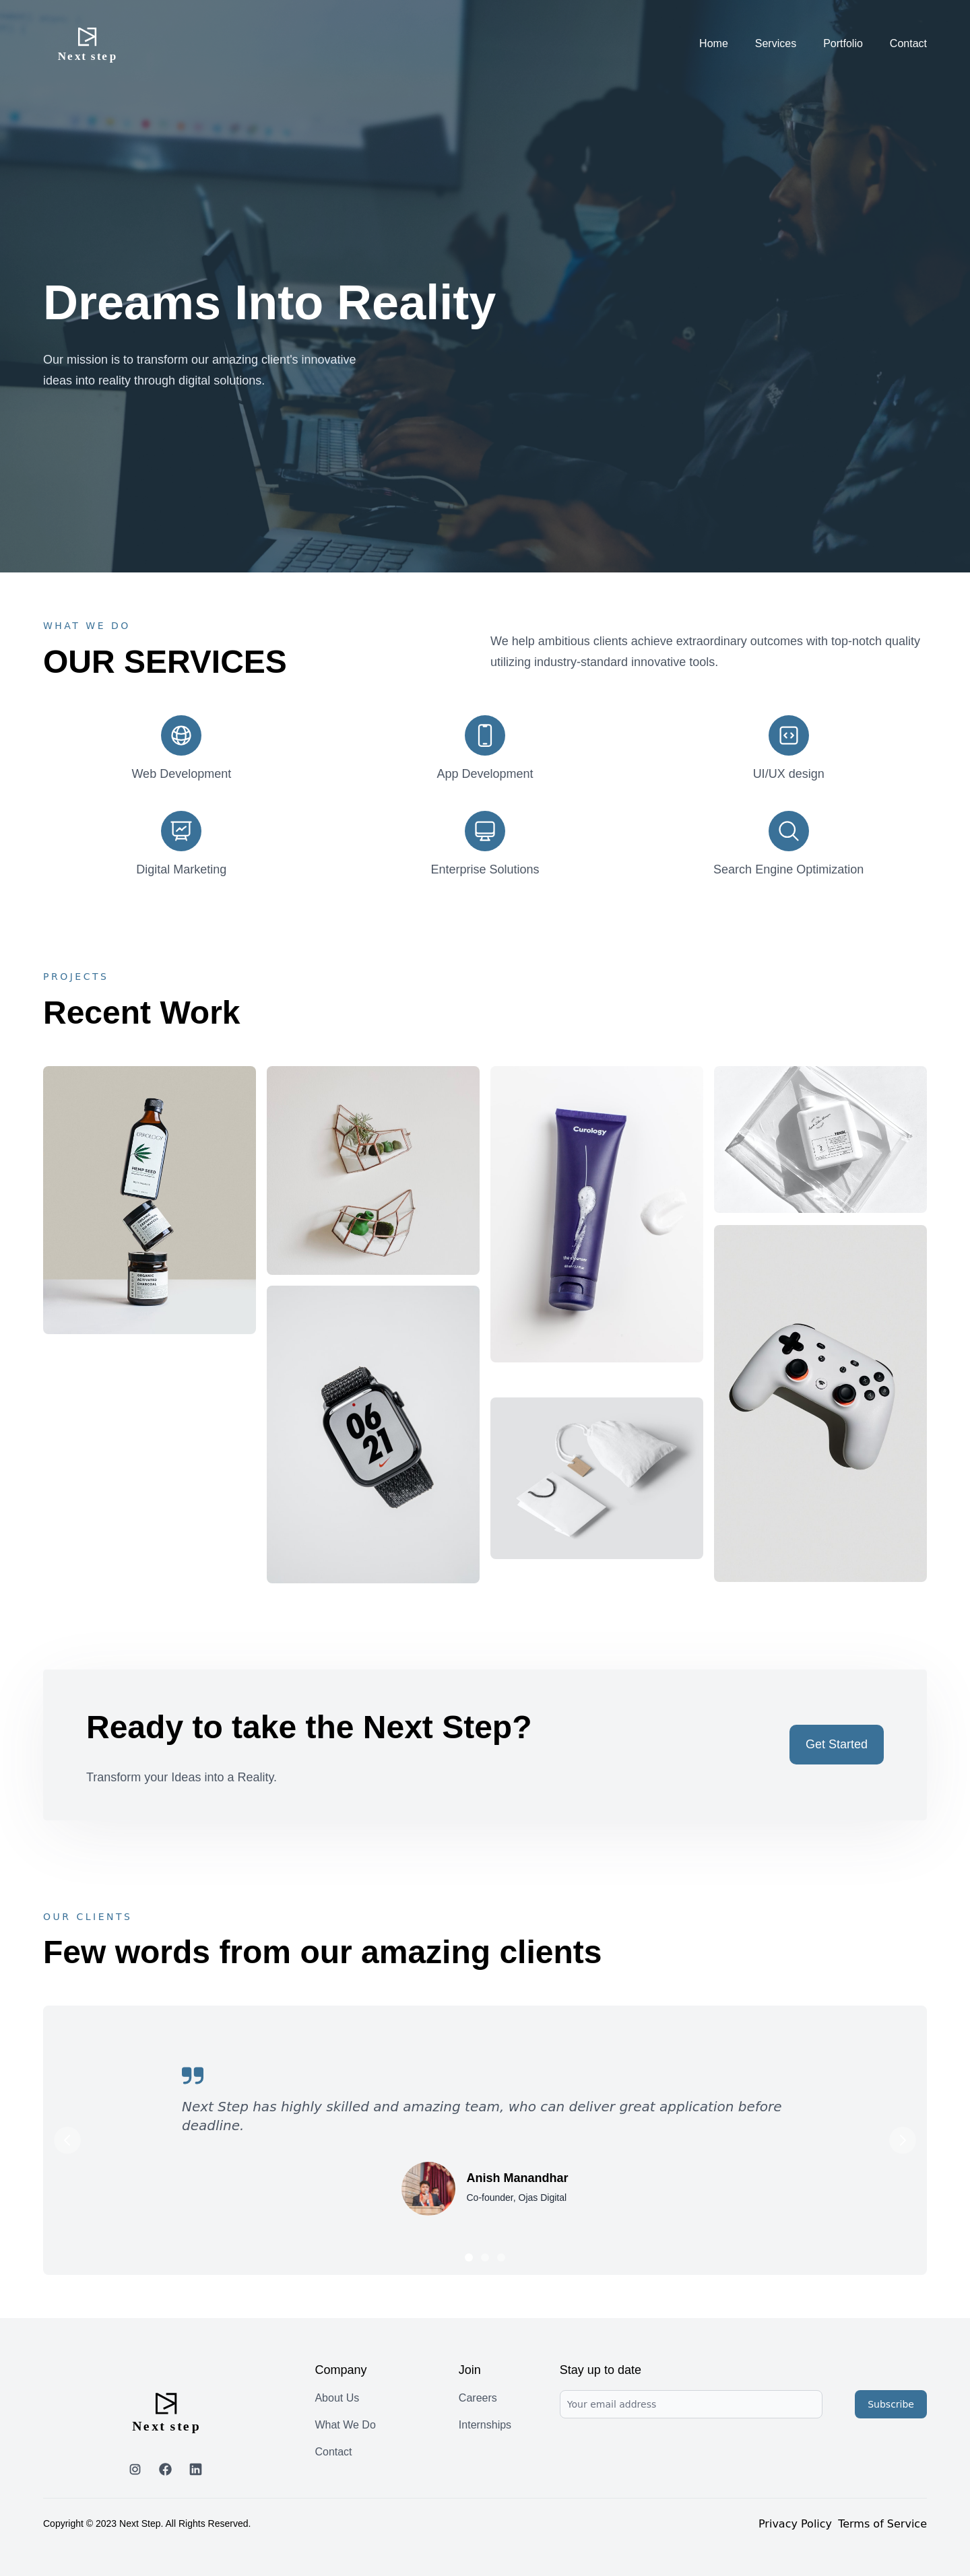 Next step
Home Services Portfolio Contact
Dreams Into Reality
Our mission is to transform our amazing client's innovative
ideas into reality through digital solutions.
WHAT WE DO
OUR SERVICES
We help ambitious clients achieve extraordinary outcomes with top-notch quality
utilizing industry-standard innovative tools.
Web Development
App Development
UI/UX design
Digital Marketing
Enterprise Solutions
Search Engine Optimization
PROJECTS
Recent Work
HEMP SEED
ORGANIC
ACTIVATED
CHARCOAL
06
21
Curology
Ready to take the Next Step?
Transform your Ideas into a Reality.
Get Started
OUR CLIENTS
Few words from our amazing clients
Next Step has highly skilled and amazing team, who can deliver great application before
deadline.
Anish Manandhar
Co-founder, Ojas Digital
Next step
Company
About Us
What We Do
Contact
Join
Careers
Internships
Stay up to date
Your email address
Subscribe
Copyright © 2023 Next Step. All Rights Reserved.
Privacy Policy Terms of Service